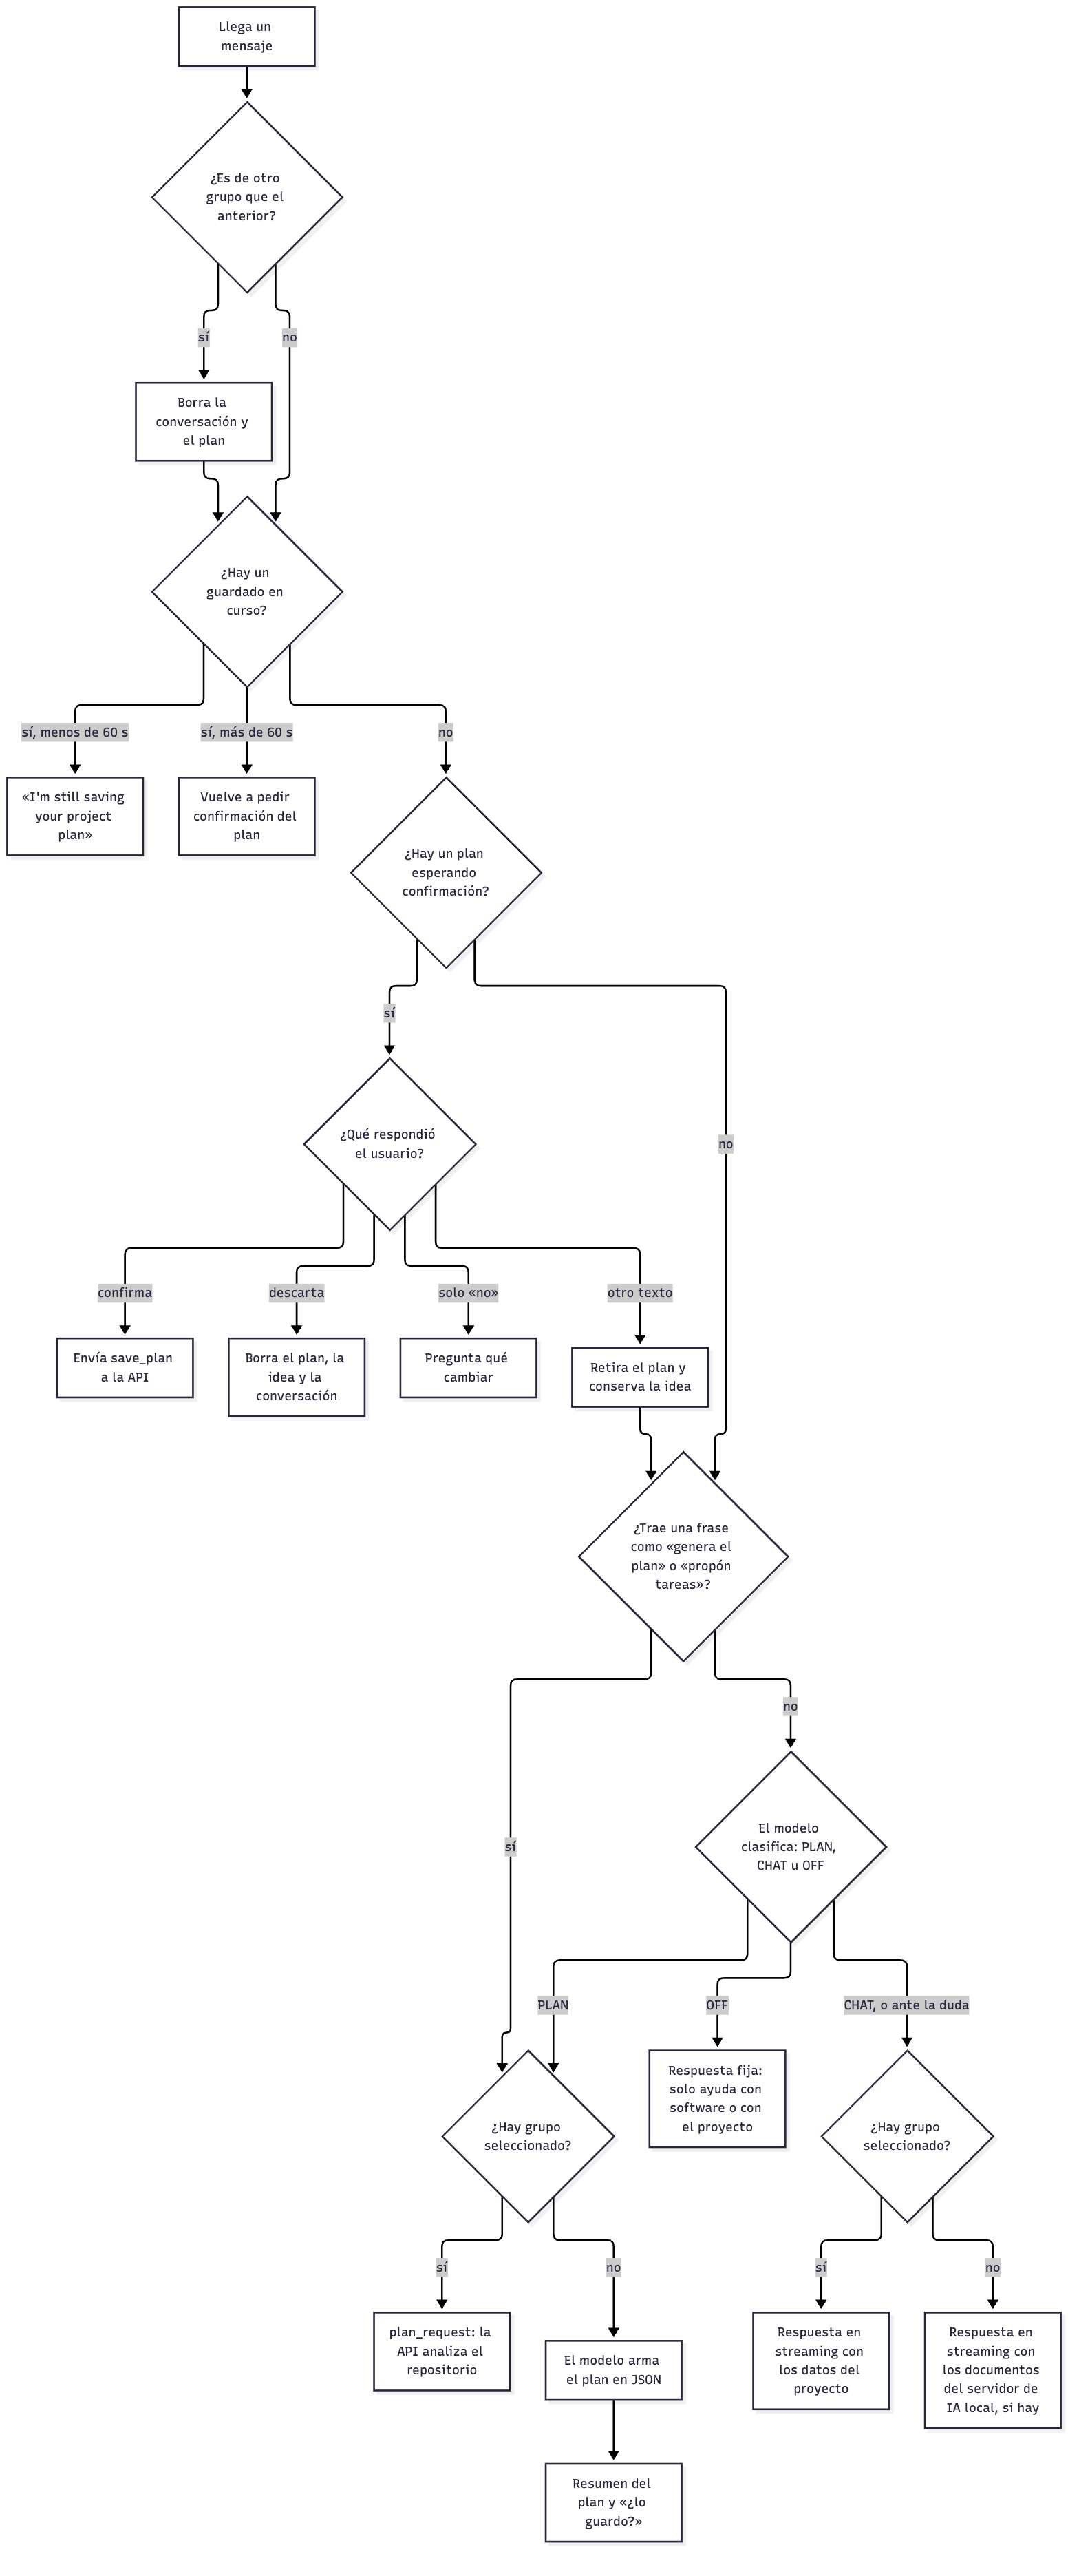 Llega un
mensaje
¿Es de otro
grupo que el
anterior?
sí
no
Borra la
conversación y
el plan
¿Hay un
guardado en
curso?
sí, menos de 60 s
sí, más de 60 s
no
«I'm still saving
your project
plan»
Vuelve a pedir
confirmación del
plan
¿Hay un plan
esperando
confirmación?
sí
no
¿Qué respondió
el usuario?
confirma
descarta
solo «no»
otro texto
Envía save_plan
a la API
Borra el plan, la
idea y la
conversación
Pregunta qué
cambiar
Retira el plan y
conserva la idea
¿Trae una frase
como «genera el
plan» o «propón
tareas»?
sí
no
El modelo
clasifica: PLAN,
CHAT u OFF
PLAN
OFF
CHAT, o ante la duda
¿Hay grupo
seleccionado?
Respuesta fija:
solo ayuda con
software o con
el proyecto
¿Hay grupo
seleccionado?
sí
no
sí
no
plan_request: la
API analiza el
repositorio
El modelo arma
el plan en JSON
Respuesta en
streaming con
los datos del
proyecto
Respuesta en
streaming con
los documentos
del servidor de
IA local, si hay
Resumen del
plan y «¿lo
guardo?»